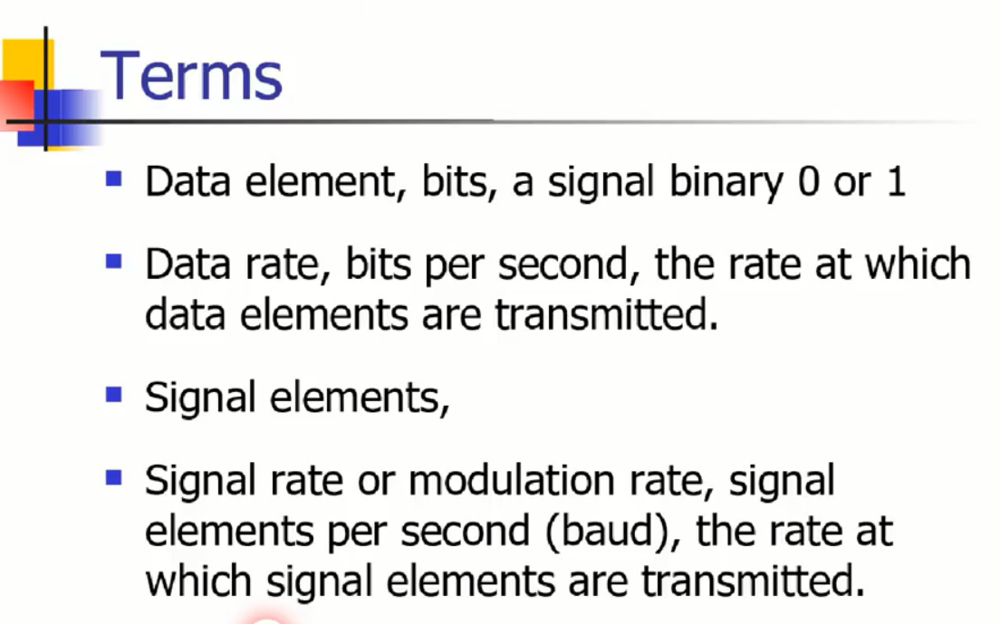 Terms
Data element, bits, a signal binary 0 or 1
Data rate, bits per second, the rate at which
data elements are transmitted.
Signal elements,
Signal rate or modulation rate, signal
elements per second (baud), the rate at
which signal elements are transmitted.